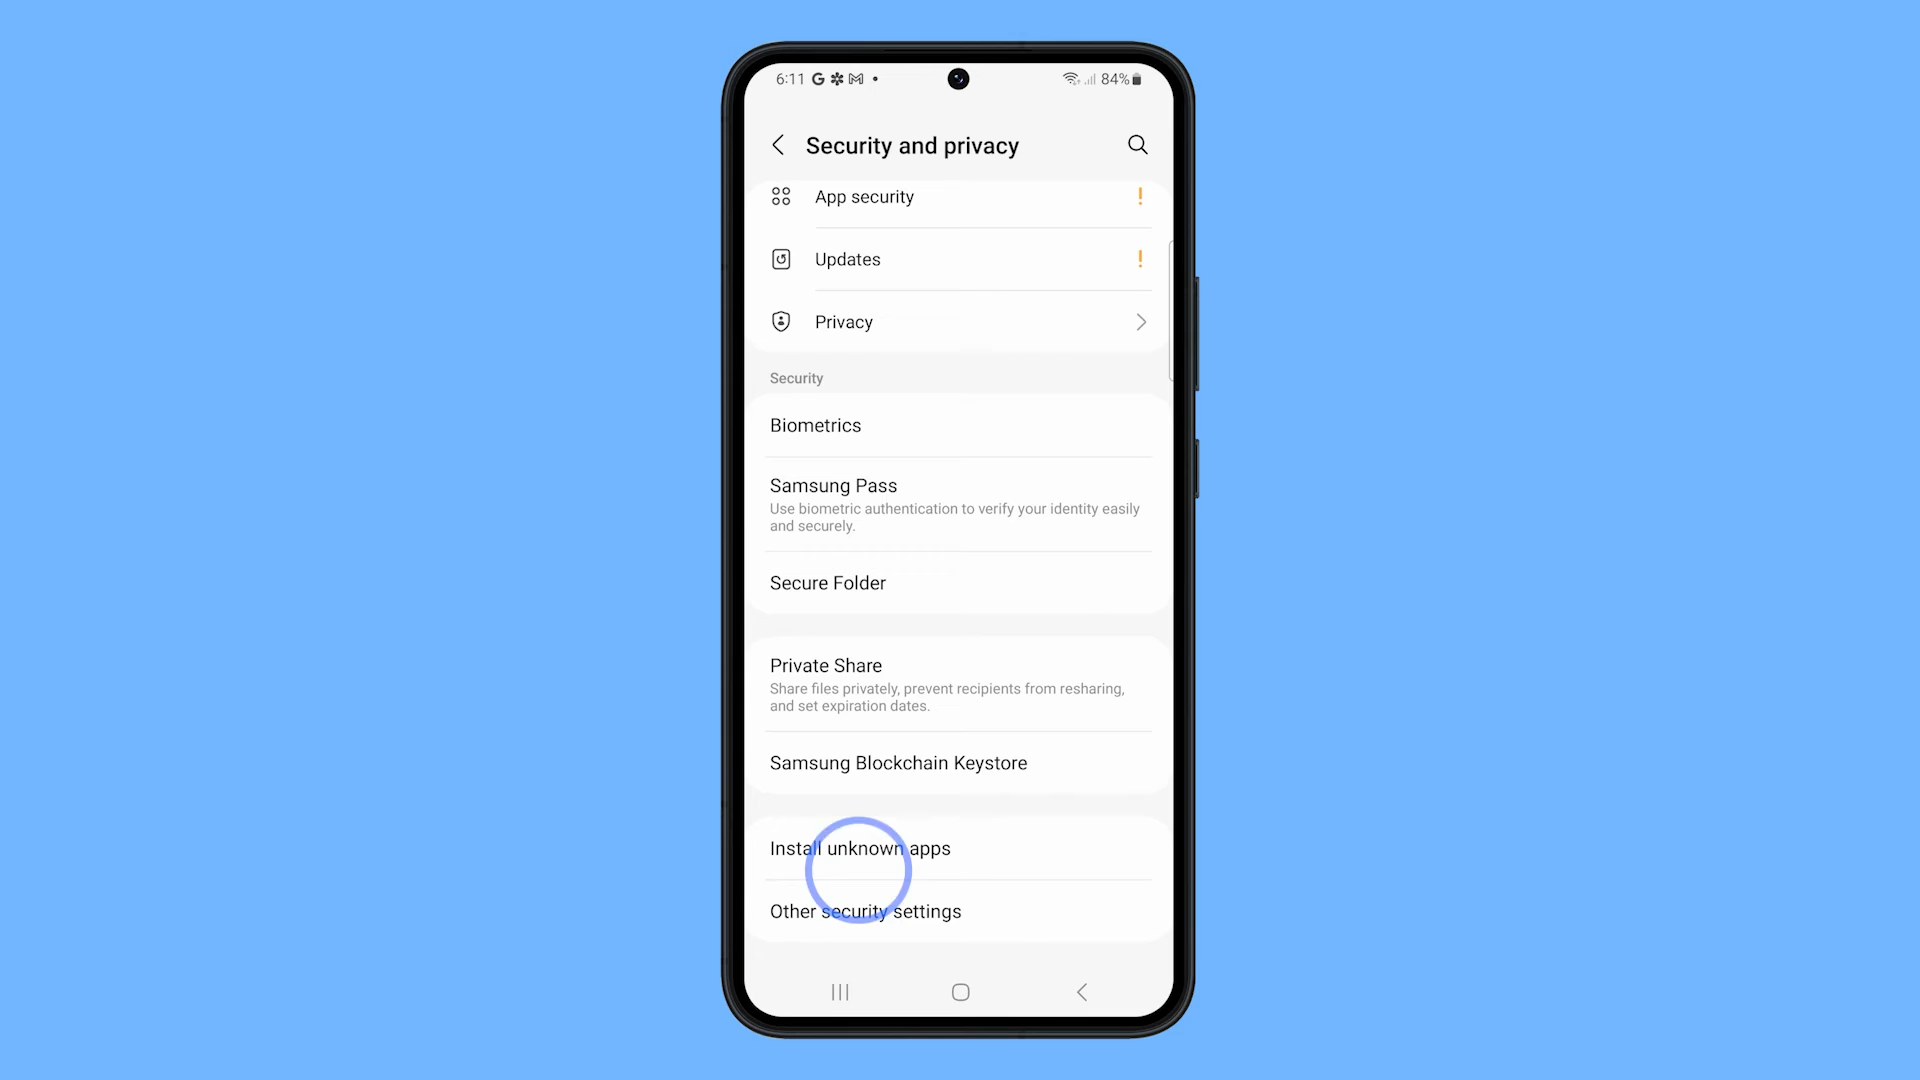 6:11 G M • 84%
Security and privacy
App security !
Updates !
Privacy
Security
Biometrics
Samsung Pass
Use biometric authentication to verify your identity easily
and securely.
Secure Folder
Private Share
Share files privately, prevent recipients from resharing,
and set expiration dates.
Samsung Blockchain Keystore
Install unknown apps
Other security settings